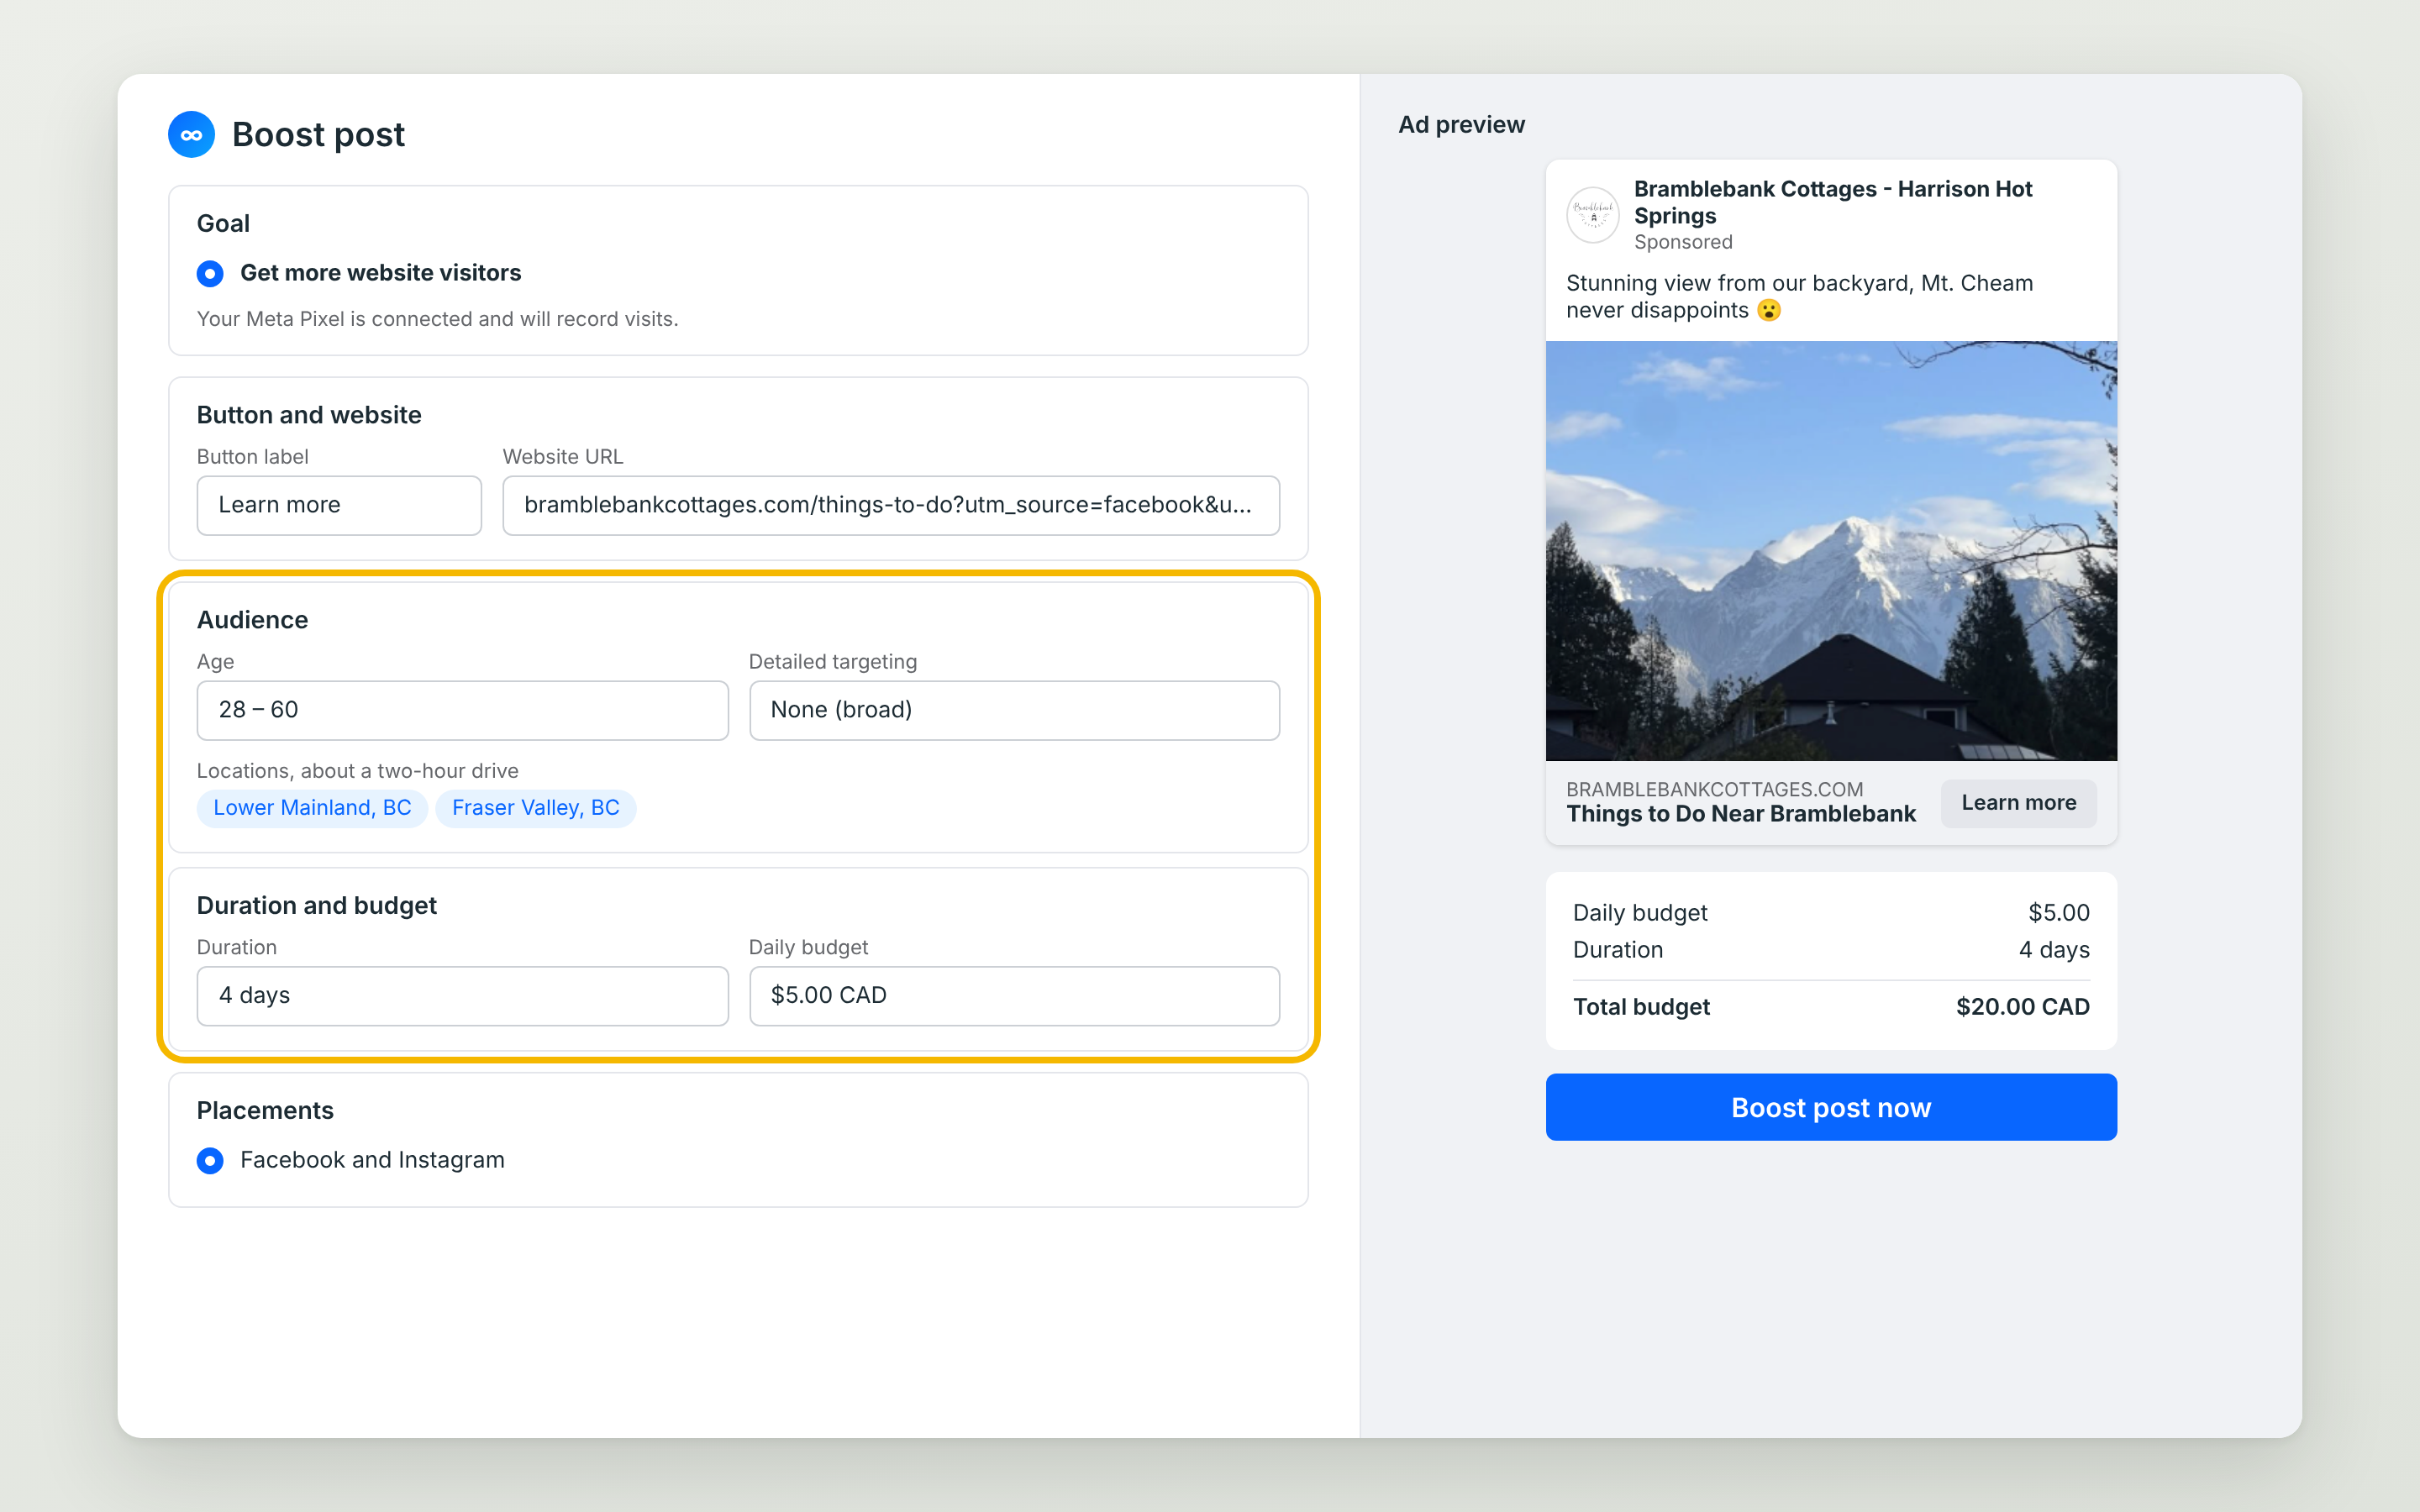 Boost post
Goal
Get more website visitors
Your Meta Pixel is connected and will record visits.
Button and website
Button label
Website URL
Learn more
bramblebankcottages.com/things-to-do?utm_source=facebook&u...
Audience
Age
Detailed targeting
28 – 60
None (broad)
Locations, about a two-hour drive
Lower Mainland, BC
Fraser Valley, BC
Duration and budget
Duration
Daily budget
4 days
$5.00 CAD
Placements
Facebook and Instagram
Ad preview
Bramblebank
Bramblebank Cottages - Harrison Hot
Springs
Sponsored
Stunning view from our backyard, Mt. Cheam
never disappoints 😮
BRAMBLEBANKCOTTAGES.COM
Things to Do Near Bramblebank
Learn more
Daily budget $5.00
Duration 4 days
Total budget $20.00 CAD
Boost post now